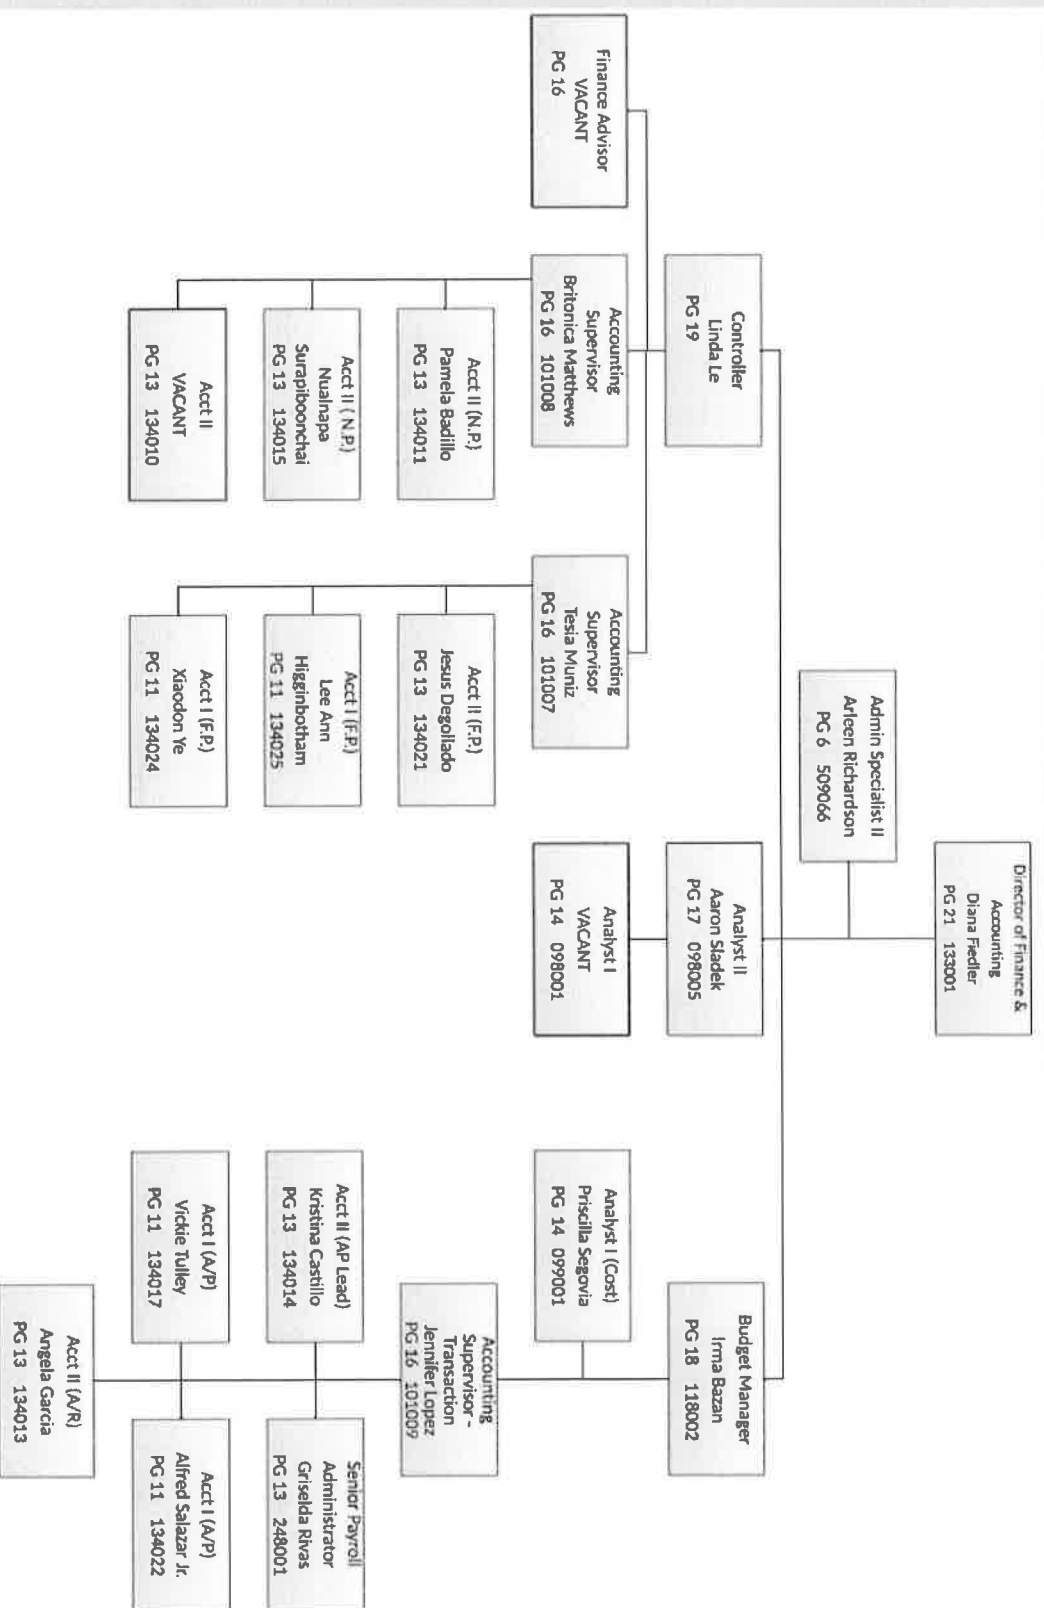 Director of Finance &
Accounting
Diana Fiedler
PG 21 133001
Admin Specialist II
Arleen Richardson
PG 6 509066
Controller
Linda Le
PG 19
Analyst II
Aaron Sladek
PG 17 098005
Budget Manager
Irma Bazan
PG 18 118002
Finance Advisor
VACANT
PG 16
Accounting
Supervisor
Britonica Matthews
PG 16 101008
Accounting
Supervisor
Tesia Muniz
PG 16 101007
Analyst I
VACANT
PG 14 098001
Analyst I (Cost)
Priscilla Segovia
PG 14 099001
Acct II (N.P.)
Pamela Badillo
PG 13 134011
Acct II (F.P.)
Jesus Degollado
PG 13 134021
Accounting
Supervisor -
Transaction
Jennifer Lopez
PG 16 101009
Acct II ( N.P.)
Nualnapa
Surapiboonchai
PG 13 134015
Acct I (F.P.)
Lee Ann
Higginbotham
PG 11 134025
Acct II (AP Lead)
Kristina Castillo
PG 13 134014
Senior Payroll
Administrator
Griselda Rivas
PG 13 248001
Acct II
VACANT
PG 13 134010
Acct I (F.P.)
Xiaodon Ye
PG 11 134024
Acct I (A/P)
Vickie Tulley
PG 11 134017
Acct I (A/P)
Alfred Salazar Jr.
PG 11 134022
Acct II (A/R)
Angela Garcia
PG 13 134013